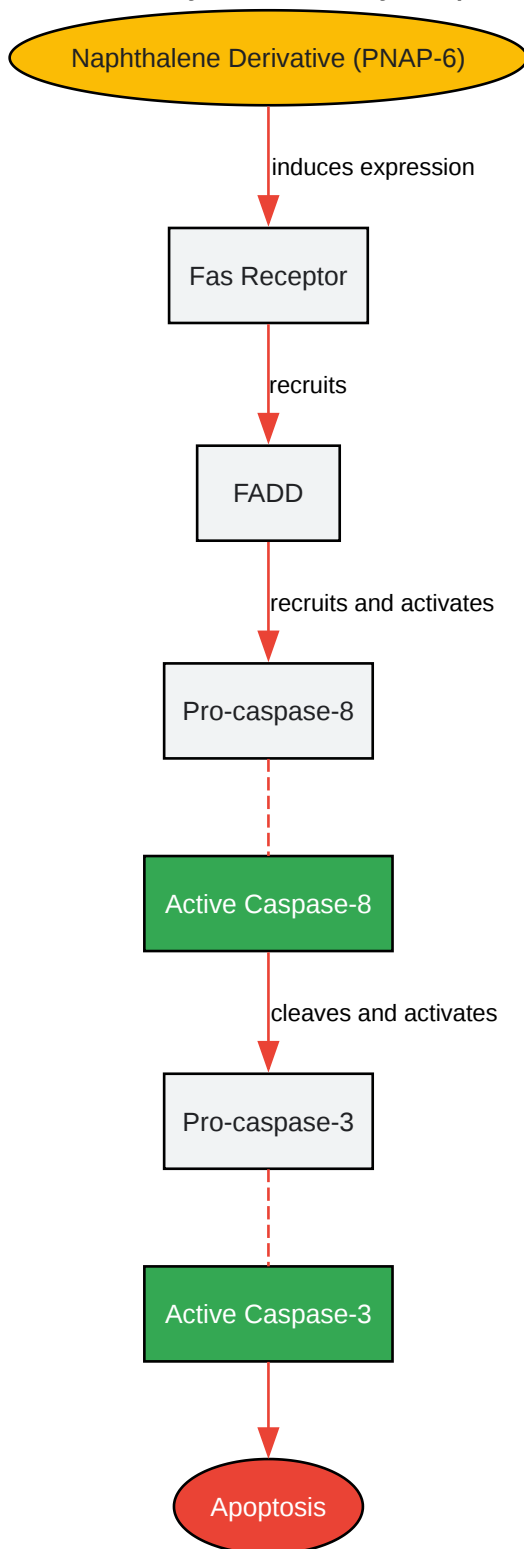 Naphthalene Derivative (PNAP-6)
induces expression
Fas Receptor
recruits
FADD
recruits and activates
Pro-caspase-8
Active Caspase-8
cleaves and activates
Pro-caspase-3
Active Caspase-3
Apoptosis